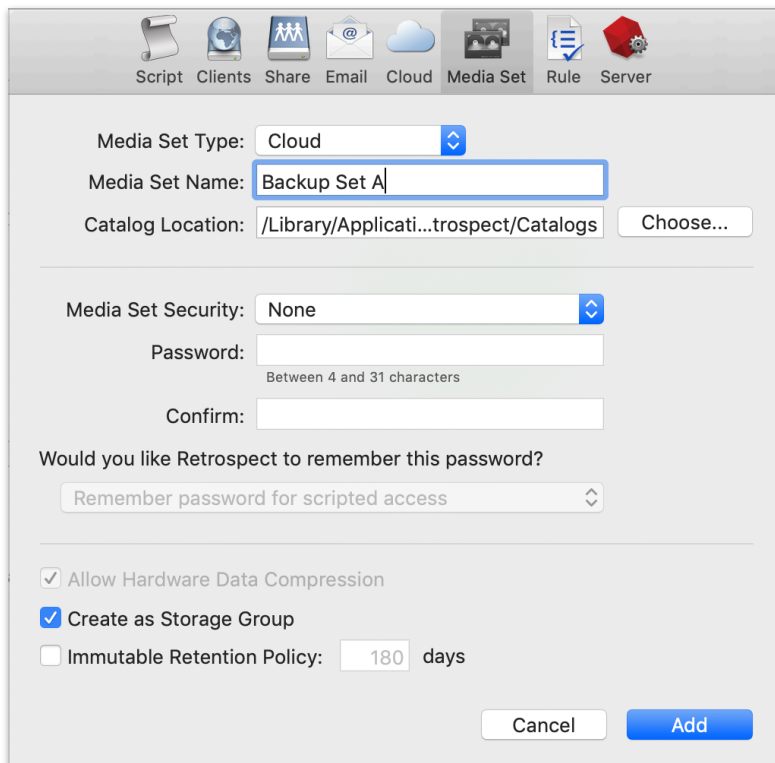 Script Clients Share Email Cloud Media Set Rule Server
Media Set Type: Cloud
Media Set Name: Backup Set A
Catalog Location: /Library/Applicati...trospect/Catalogs Choose...
Media Set Security: None
Password:
Between 4 and 31 characters
Confirm:
Would you like Retrospect to remember this password?
Remember password for scripted access
Allow Hardware Data Compression
Create as Storage Group
Immutable Retention Policy: 180 days
Cancel Add